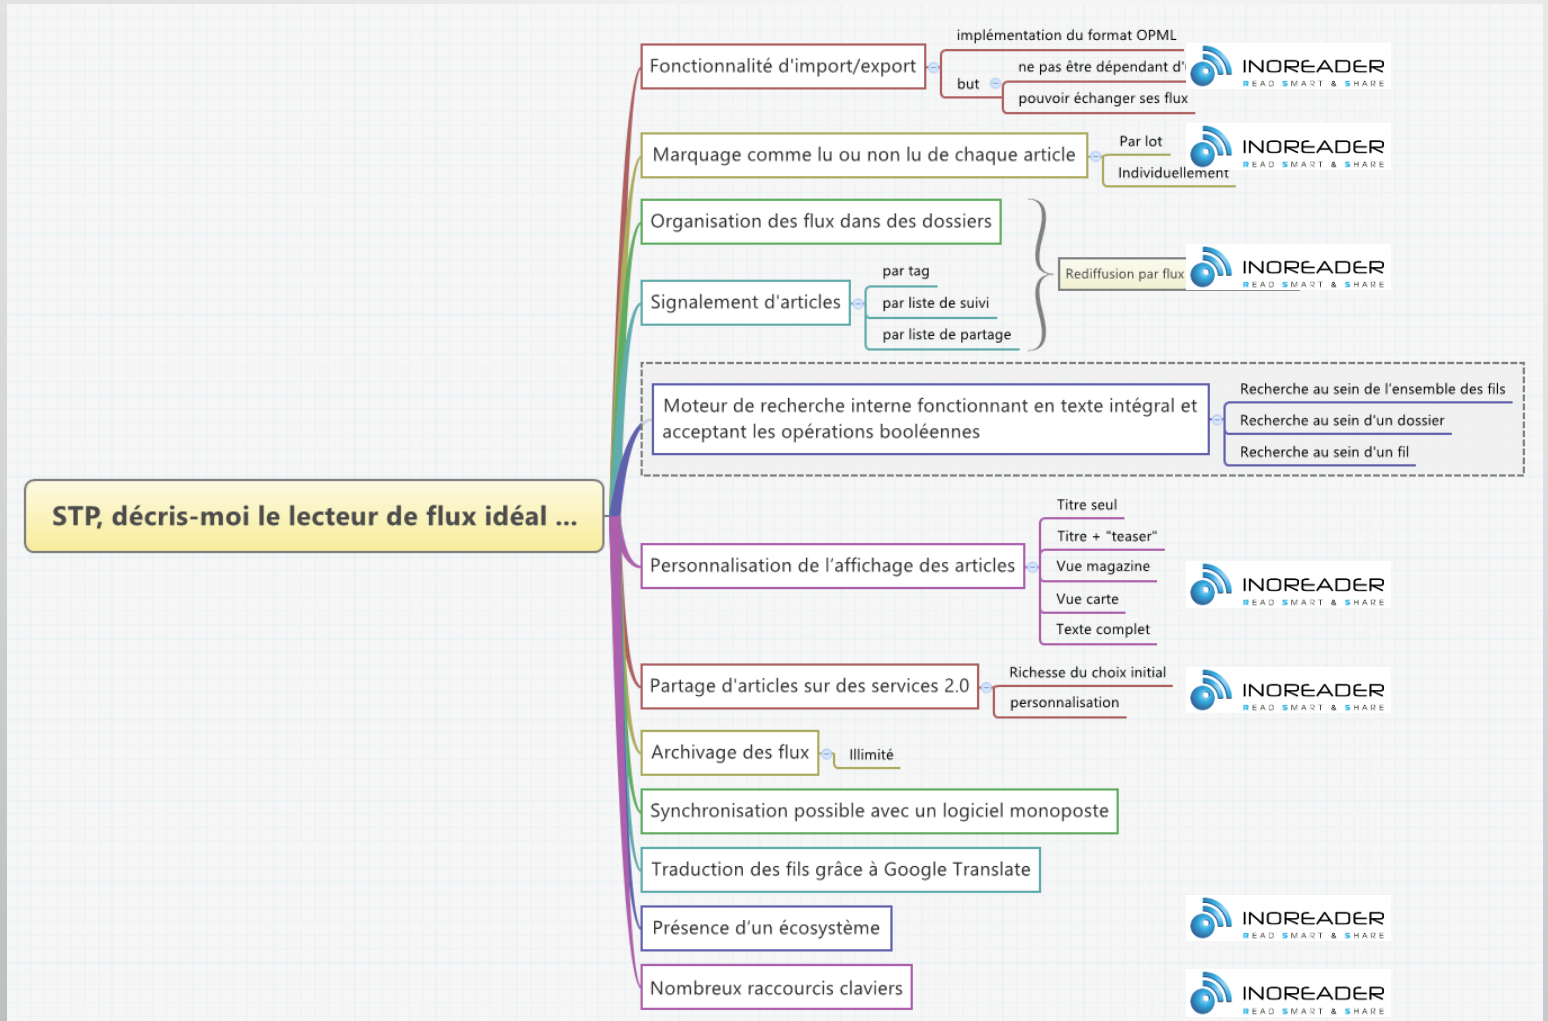 STP, décris-moi le lecteur de flux idéal ...
Fonctionnalité d'import/export
implémentation du format OPML
but
ne pas être dépendant
pouvoir échanger ses flux
INOREADER
READ SMART & SHARE
Marquage comme lu ou non lu de chaque article
Par lot
Individuellement
INOREADER
READ SMART & SHARE
Organisation des flux dans des dossiers
Signalement d'articles
par tag
par liste de suivi
par liste de partage
Rediffusion par flux
INOREADER
READ SMART & SHARE
Moteur de recherche interne fonctionnant en texte intégral et
acceptant les opérations booléennes
Recherche au sein de l’ensemble des fils
Recherche au sein d'un dossier
Recherche au sein d'un fil
Personnalisation de l’affichage des articles
Titre seul
Titre + "teaser"
Vue magazine
Vue carte
Texte complet
INOREADER
READ SMART & SHARE
Partage d'articles sur des services 2.0
Richesse du choix initial
personnalisation
INOREADER
READ SMART & SHARE
Archivage des flux
Illimité
Synchronisation possible avec un logiciel monoposte
Traduction des fils grâce à Google Translate
Présence d’un écosystème
INOREADER
READ SMART & SHARE
Nombreux raccourcis claviers
INOREADER
READ SMART & SHARE